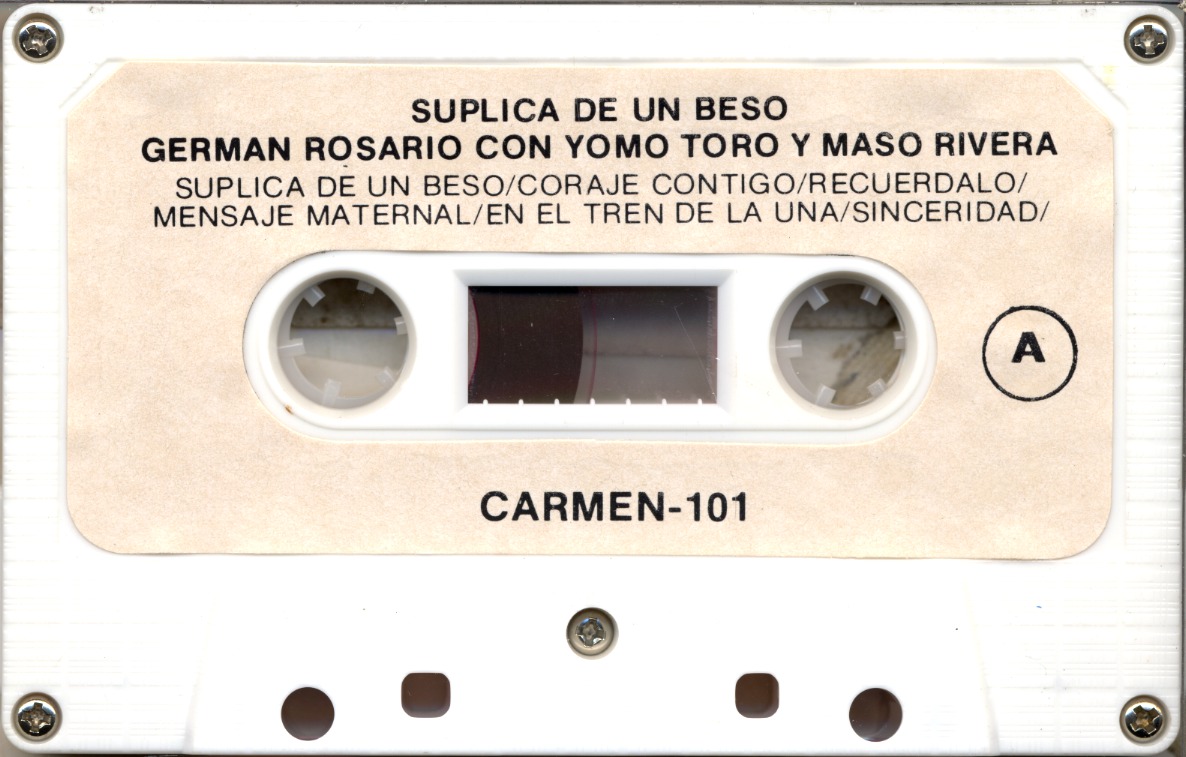 SUPLICA DE UN BESO
GERMAN ROSARIO CON YOMO TORO Y MASO RIVERA
SUPLICA DE UN BESO/CORAJE CONTIGO/RECUERDALO/
MENSAJE MATERNAL/EN EL TREN DE LA UNA/SINCERIDAD/
A
CARMEN-101